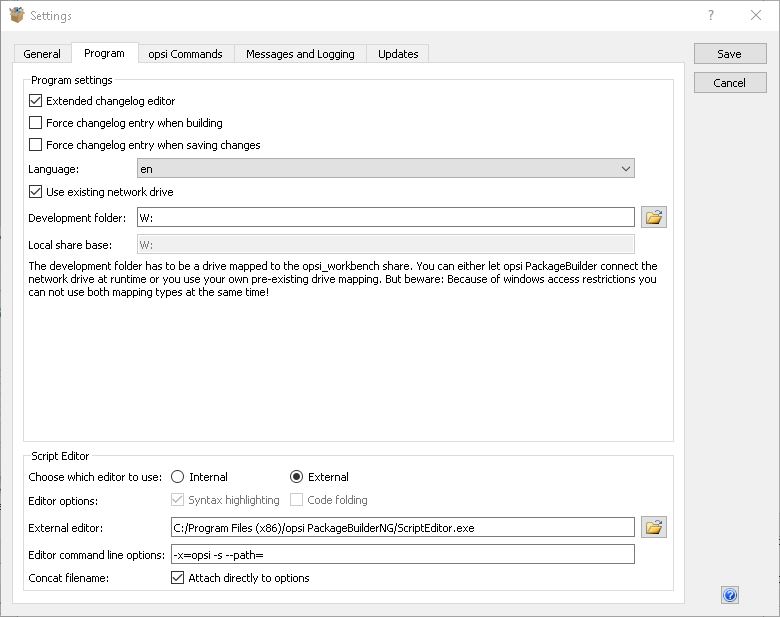 Settings
?
General Program opsi Commands Messages and Logging Updates
Save
Cancel
Program settings
Extended changelog editor
Force changelog entry when building
Force changelog entry when saving changes
Language: en
Use existing network drive
Development folder: W:
Local share base: W:
The development folder has to be a drive mapped to the opsi_workbench share. You can either let opsi PackageBuilder connect the
network drive at runtime or you use your own pre-existing drive mapping. But beware: Because of windows access restrictions you
can not use both mapping types at the same time!
Script Editor
Choose which editor to use: Internal External
Editor options: Syntax highlighting Code folding
External editor: C:/Program Files (x86)/opsi PackageBuilderNG/ScriptEditor.exe
Editor command line options: -x=opsi -s --path=
Concat filename: Attach directly to options
?